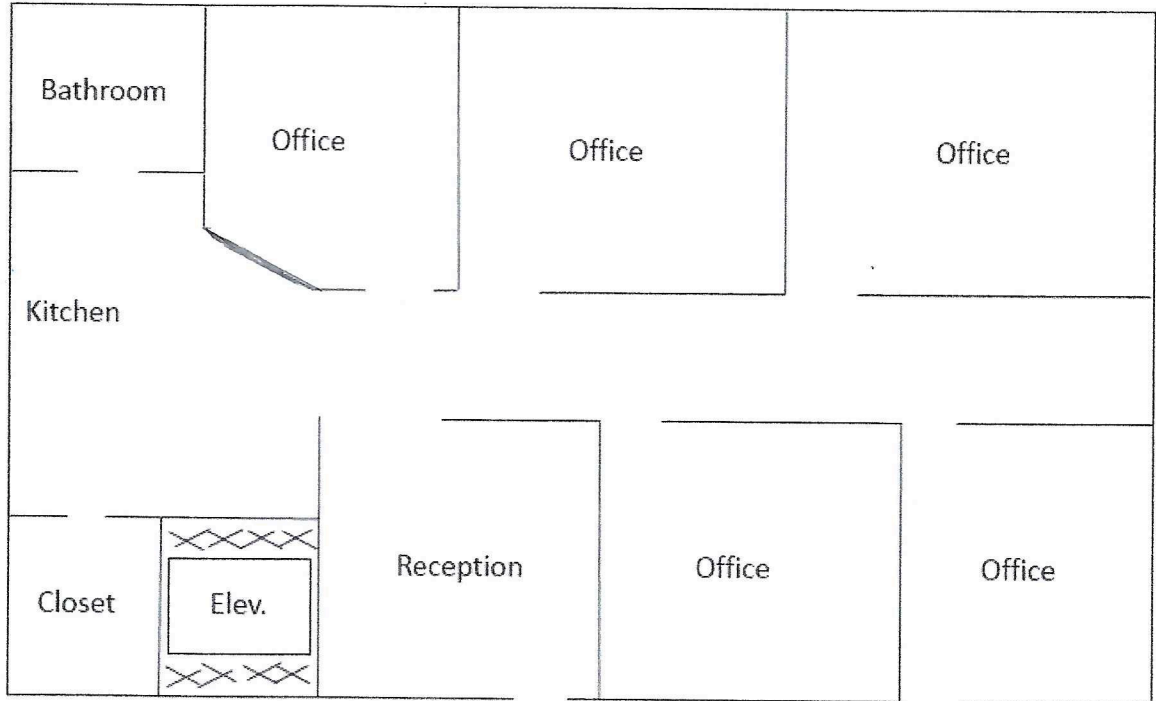 Bathroom
Office
Office
Office
Kitchen
Closet
Elev.
Reception
Office
Office